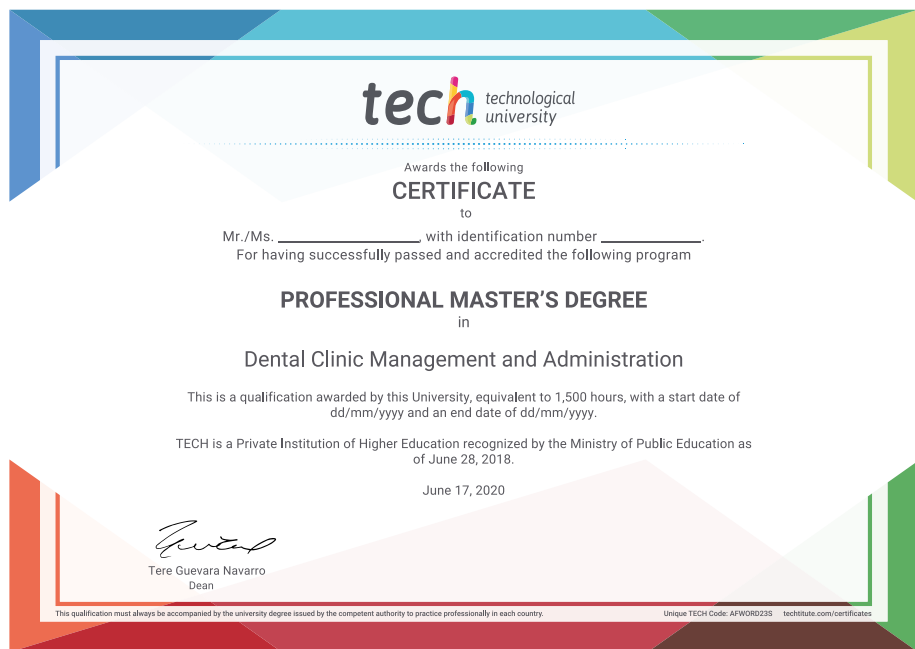 tech technological
university
Awards the following
CERTIFICATE
to
Mr./Ms. ____________________, with identification number ______________.
For having successfully passed and accredited the following program
PROFESSIONAL MASTER'S DEGREE
in
Dental Clinic Management and Administration
This is a qualification awarded by this University, equivalent to 1,500 hours, with a start date of
dd/mm/yyyy and an end date of dd/mm/yyyy.
TECH is a Private Institution of Higher Education recognized by the Ministry of Public Education as
of June 28, 2018.
June 17, 2020
Tere Guevara Navarro
Dean
This qualification must always be accompanied by the university degree issued by the competent authority to practice professionally in each country.
Unique TECH Code: AFWORD23S techtitute.com/certificates